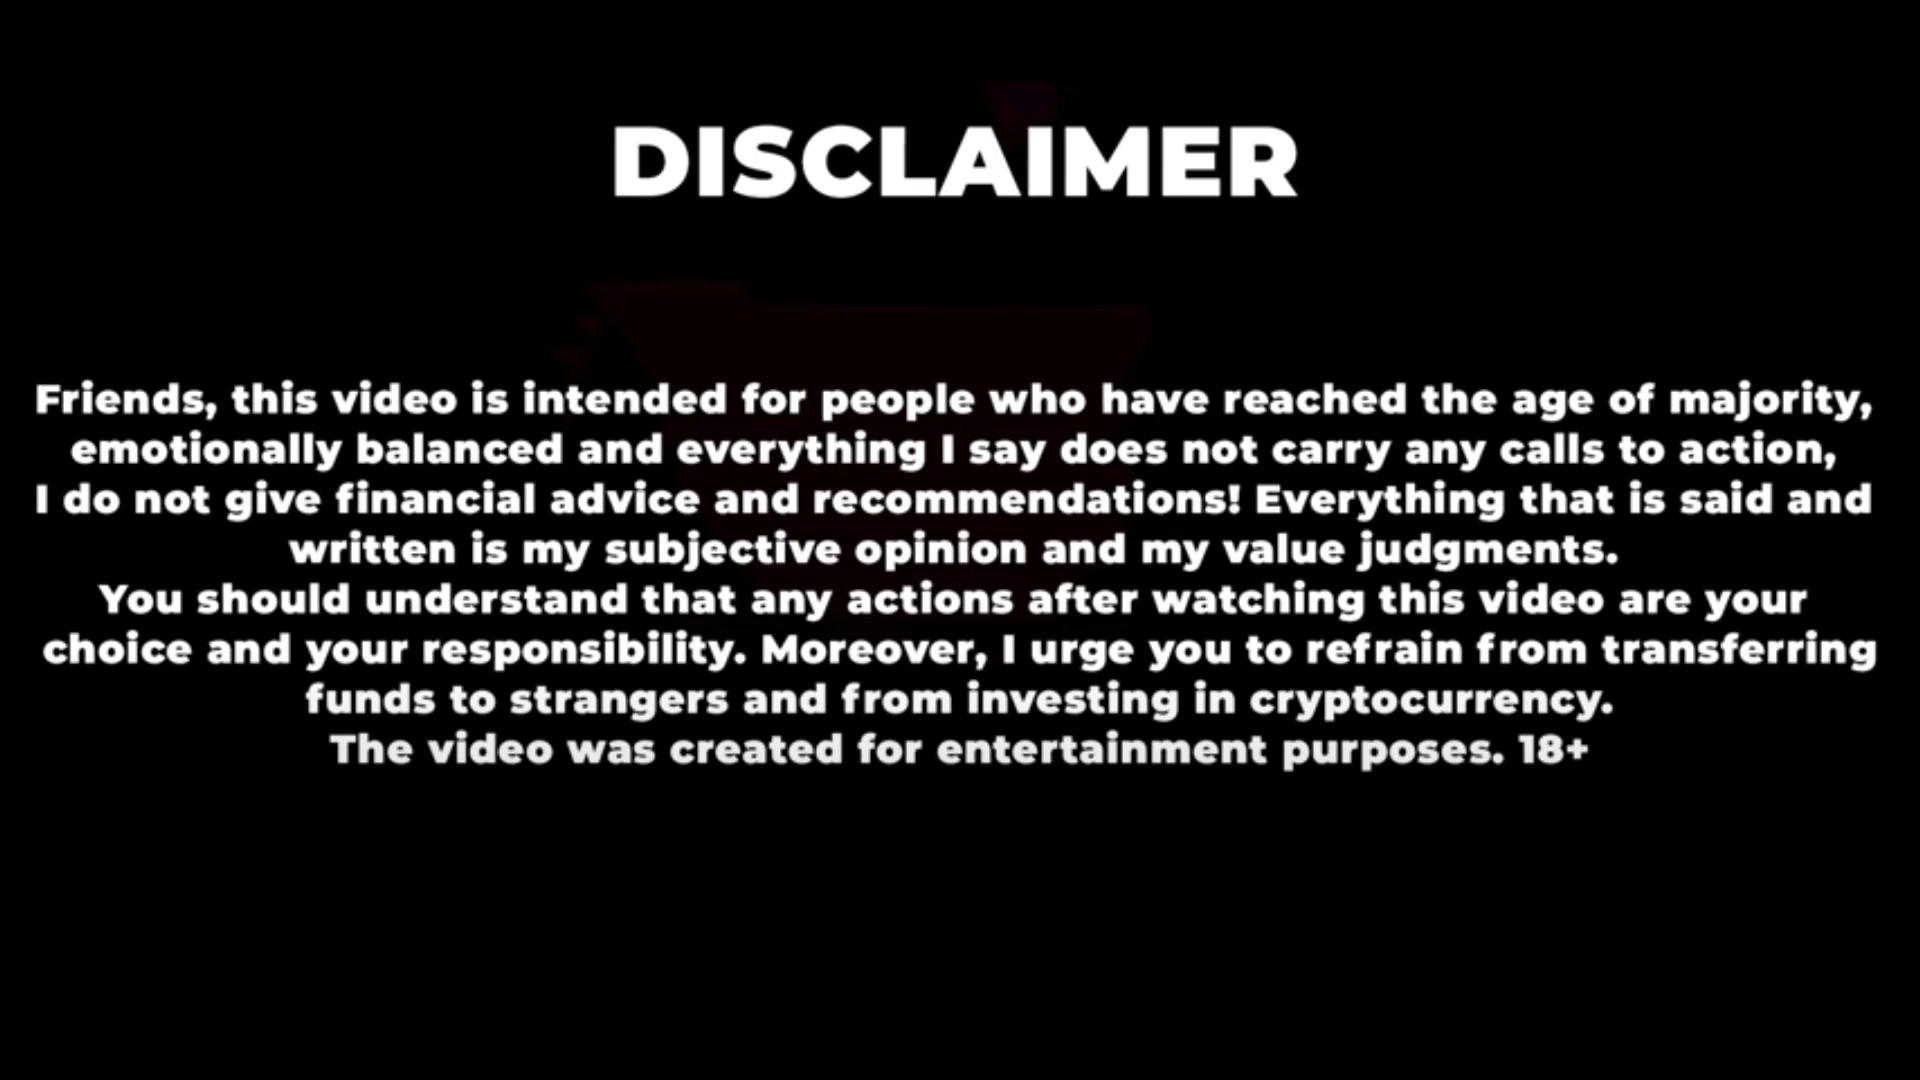 DISCLAIMER
Friends, this video is intended for people who have reached the age of majority,
emotionally balanced and everything I say does not carry any calls to action,
I do not give financial advice and recommendations! Everything that is said and
written is my subjective opinion and my value judgments.
You should understand that any actions after watching this video are your
choice and your responsibility. Moreover, I urge you to refrain from transferring
funds to strangers and from investing in cryptocurrency.
The video was created for entertainment purposes. 18+